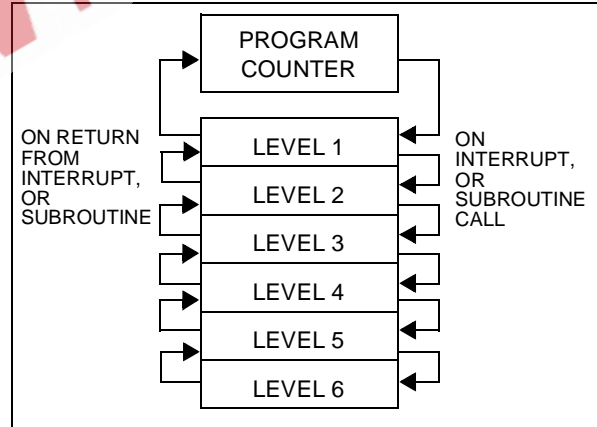 PROGRAM
COUNTER
ON RETURN
FROM
INTERRUPT,
OR
SUBROUTINE
ON
INTERRUPT,
OR
SUBROUTINE
CALL
LEVEL 1
LEVEL 2
LEVEL 3
LEVEL 4
LEVEL 5
LEVEL 6